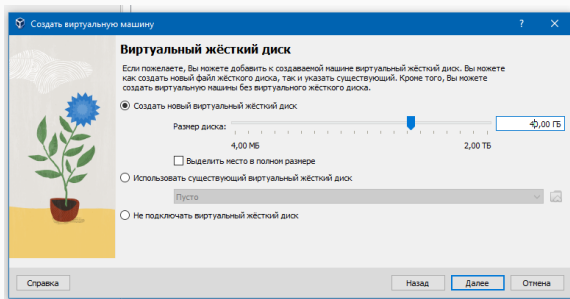 Создать виртуальную машину
Виртуальный жёсткий диск
Если пожелаете, Вы можете добавить к создаваемой машине виртуальный жёсткий диск. Вы можете
как создать новый файл жёсткого диска, так и указать существующий. Кроме того, Вы можете
создать виртуальную машины без виртуального жёсткого диска.
Создать новый виртуальный жёсткий диск
Размер диска:
40,00 ГБ
4,00 МБ 2,00 ТБ
Выделить место в полном размере
Использовать существующий виртуальный жёсткий диск
Пусто
Не подключать виртуальный жёсткий диск
Справка Назад Далее Отмена